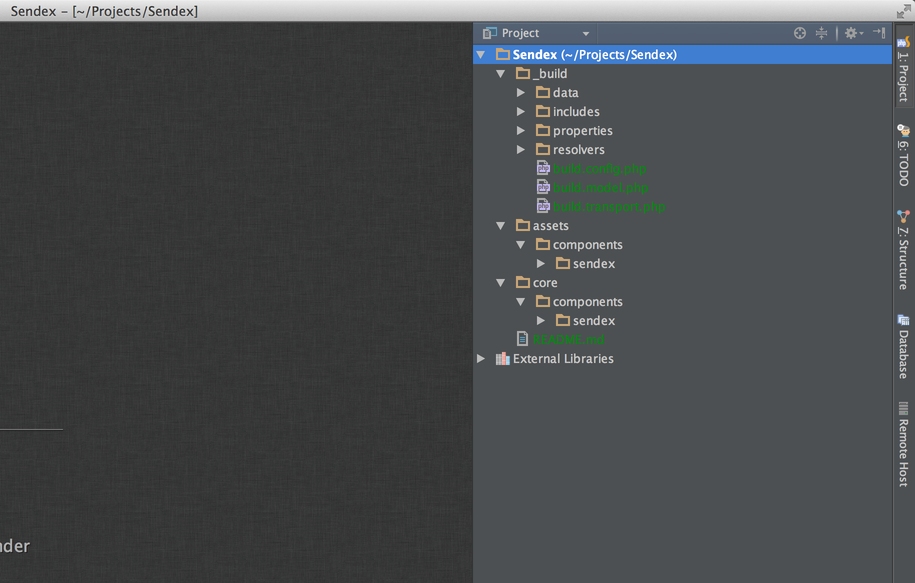 Sendex – [~/Projects/Sendex]
Project
Sendex (~/Projects/Sendex)
_build
data
includes
properties
resolvers
build.config.php
build.model.php
build.transport.php
assets
components
sendex
core
components
sendex
README.md
External Libraries
1: Project
6: TODO
Z: Structure
Database
Remote Host
nder